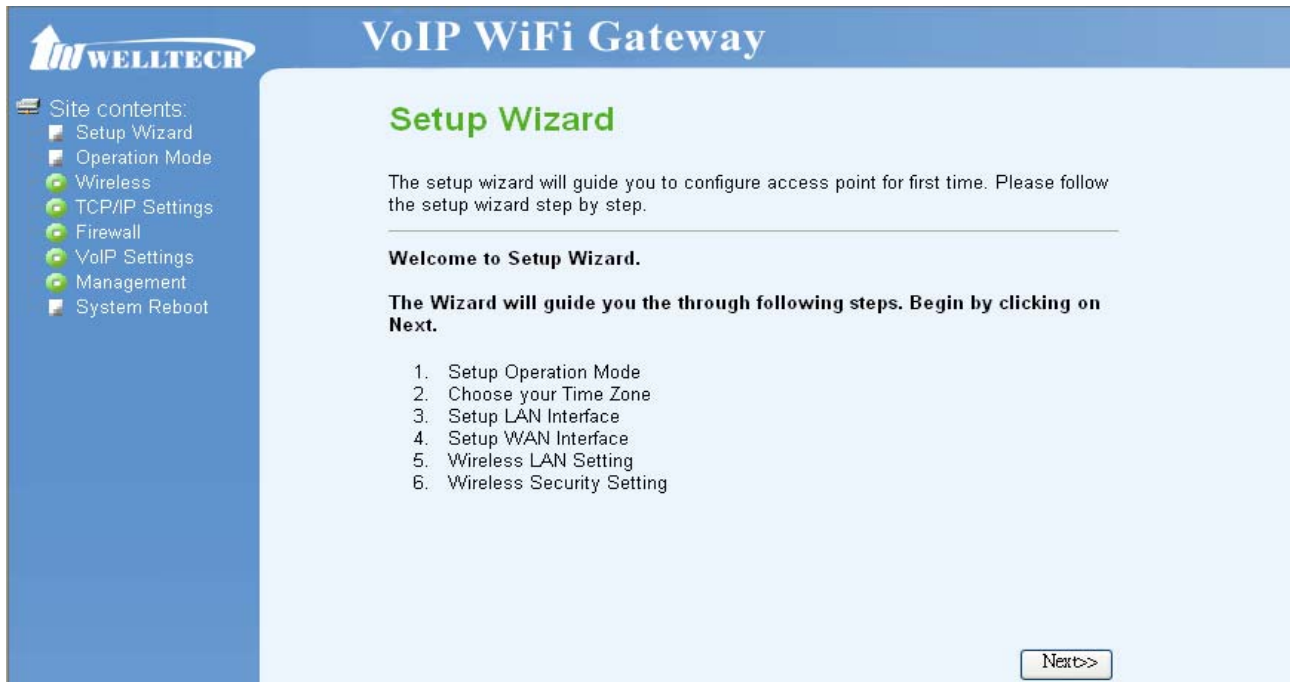 WELLTECH
VoIP WiFi Gateway
Site contents:
Setup Wizard
Operation Mode
Wireless
TCP/IP Settings
Firewall
VoIP Settings
Management
System Reboot
Setup Wizard
The setup wizard will guide you to configure access point for first time. Please follow
the setup wizard step by step.
Welcome to Setup Wizard.
The Wizard will guide you the through following steps. Begin by clicking on
Next.
1. Setup Operation Mode
2. Choose your Time Zone
3. Setup LAN Interface
4. Setup WAN Interface
5. Wireless LAN Setting
6. Wireless Security Setting
Next>>